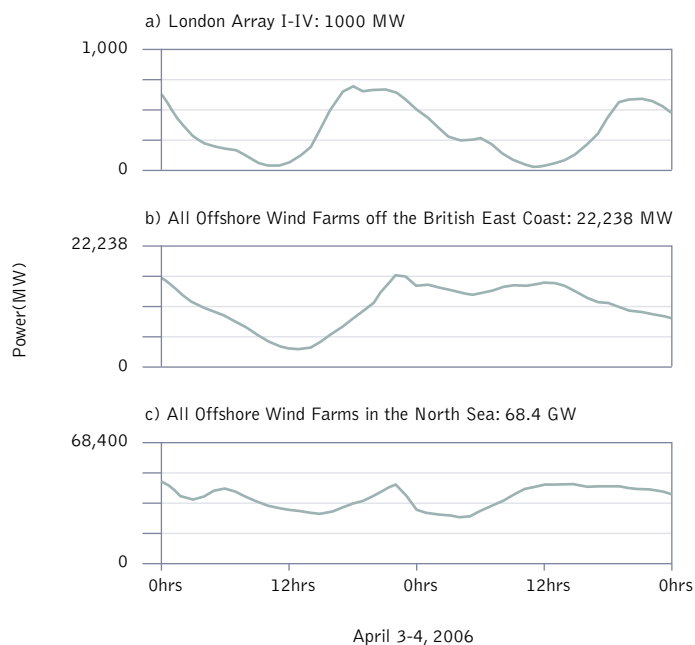 a) London Array I-IV: 1000 MW
1,000
0
b) All Offshore Wind Farms off the British East Coast: 22,238 MW
22,238
0
Power(MW)
c) All Offshore Wind Farms in the North Sea: 68.4 GW
68,400
0
0hrs 12hrs 0hrs 12hrs 0hrs
April 3-4, 2006